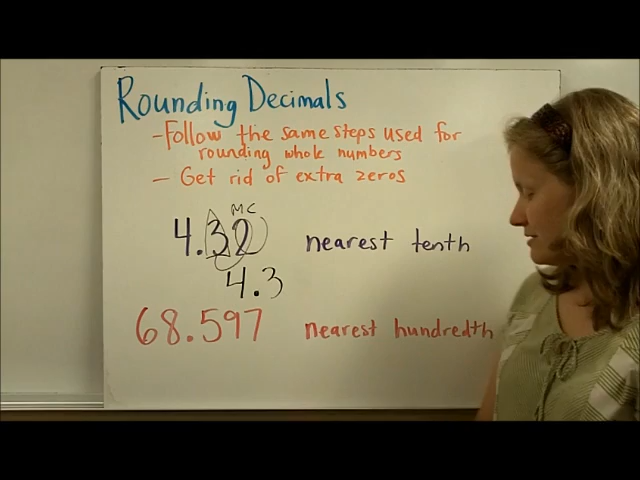 Rounding Decimals
-Follow the same steps used for
rounding whole numbers
- Get rid of extra zeros
MC
4.32 nearest tenth
4.3
68.597 nearest hundredth